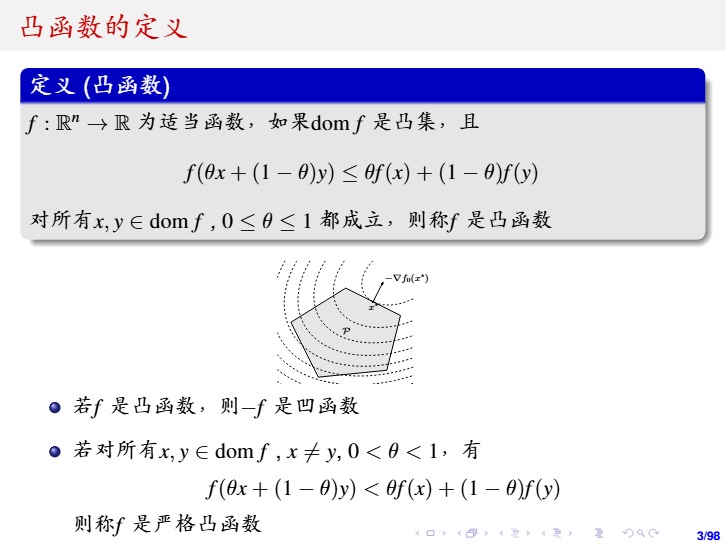 凸函数的定义
定义 (凸函数)
f : ℝⁿ → ℝ 为适当函数，如果dom f 是凸集，且
f(θx + (1 − θ)y) ≤ θf(x) + (1 − θ)f(y)
对所有x, y ∈ dom f , 0 ≤ θ ≤ 1 都成立，则称f 是凸函数
−∇f₀(x⋆)
x⋆
𝒫
若f 是凸函数，则−f 是凹函数
若对所有x, y ∈ dom f , x ≠ y, 0 < θ < 1，有
f(θx + (1 − θ)y) < θf(x) + (1 − θ)f(y)
则称f 是严格凸函数
3/98